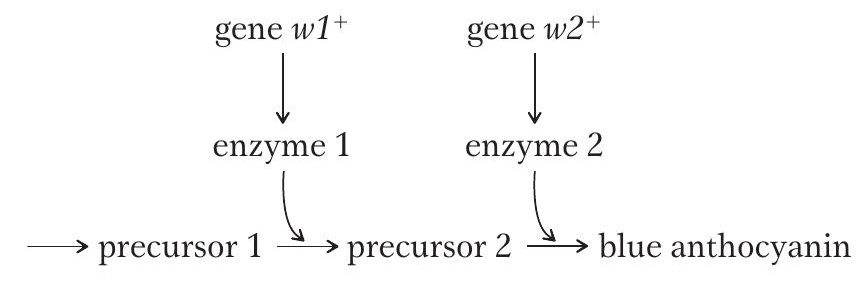 gene w1+ gene w2+
enzyme 1 enzyme 2
precursor 1 precursor 2 blue anthocyanin